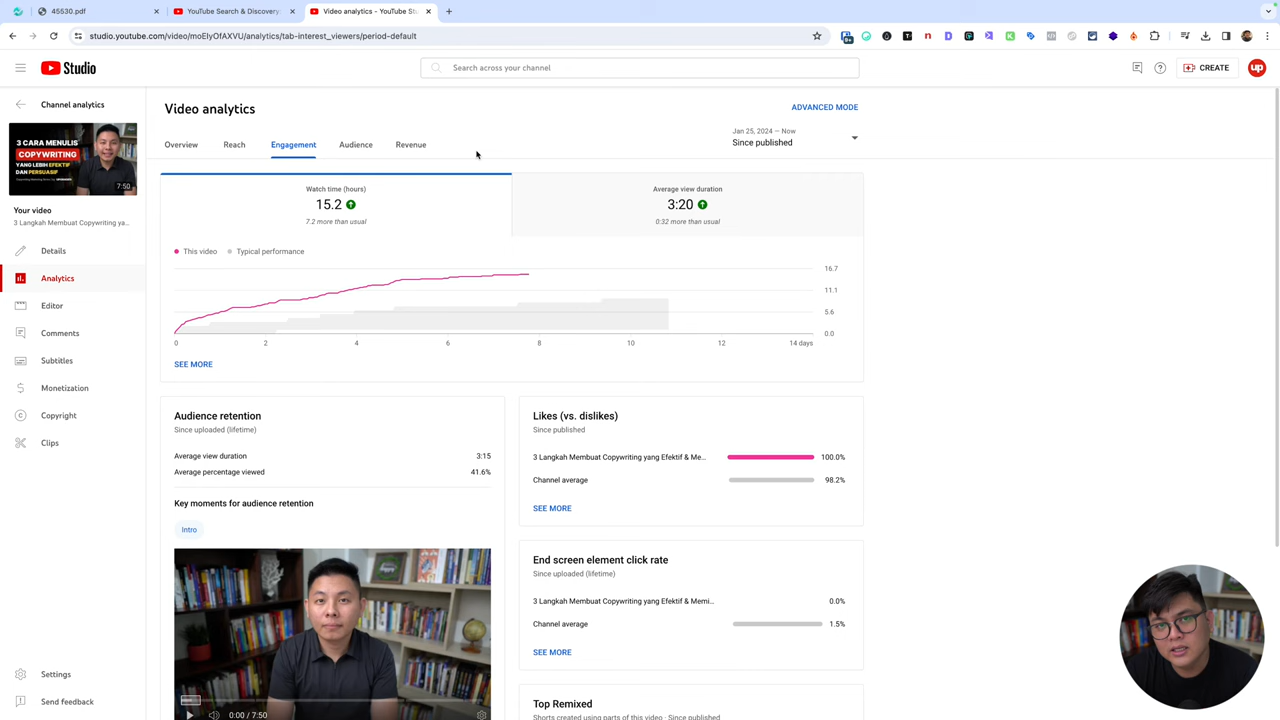 45530.pdf
YouTube Search & Discovery
Video analytics - YouTube St
studio.youtube.com/video/moElyOfAXVU/analytics/tab-interest_viewers/period-default
Studio
Search across your channel
CREATE
up
Channel analytics
3 CARA MENULIS
COPYWRITING
YANG LEBIH EFEKTIF
DAN PERSUASIF
7:50
Your video
3 Langkah Membuat Copywriting ya...
Details
Analytics
Editor
Comments
Subtitles
Monetization
Copyright
Clips
Settings
Send feedback
Video analytics
ADVANCED MODE
Overview
Reach
Engagement
Audience
Revenue
Jan 25, 2024 – Now
Since published
Watch time (hours)
15.2
7.2 more than usual
Average view duration
3:20
0:32 more than usual
This video
Typical performance
16.7
11.1
5.6
0.0
0 2 4 6 8 10 12 14 days
SEE MORE
Audience retention
Since uploaded (lifetime)
Average view duration 3:15
Average percentage viewed 41.6%
Key moments for audience retention
Intro
0:00 / 7:50
Likes (vs. dislikes)
Since published
3 Langkah Membuat Copywriting yang Efektif & Me... 100.0%
Channel average 98.2%
SEE MORE
End screen element click rate
Since uploaded (lifetime)
3 Langkah Membuat Copywriting yang Efektif & Memi... 0.0%
Channel average 1.5%
SEE MORE
Top Remixed
Shorts created using parts of this video · Since published